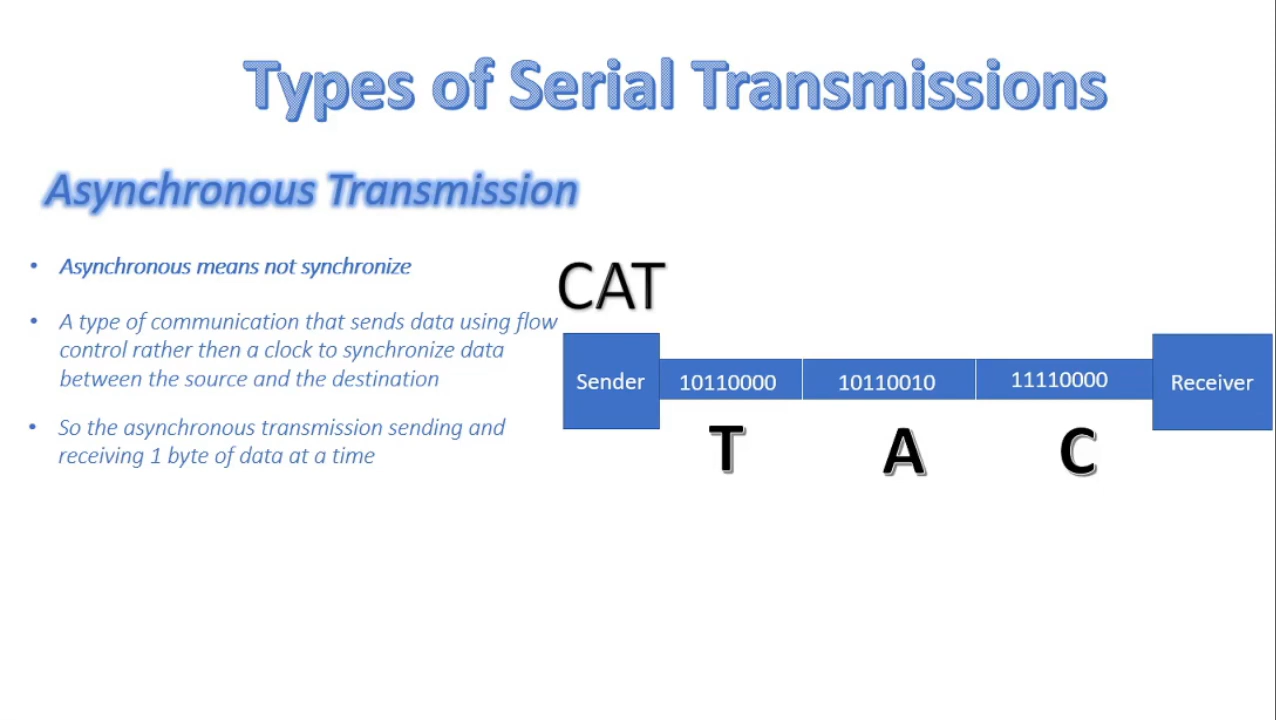 Types of Serial Transmissions
Asynchronous Transmission
• Asynchronous means not synchronize
• A type of communication that sends data using flow
control rather then a clock to synchronize data
between the source and the destination
• So the asynchronous transmission sending and
receiving 1 byte of data at a time
CAT
Sender 10110000 10110010 11110000 Receiver
T A C